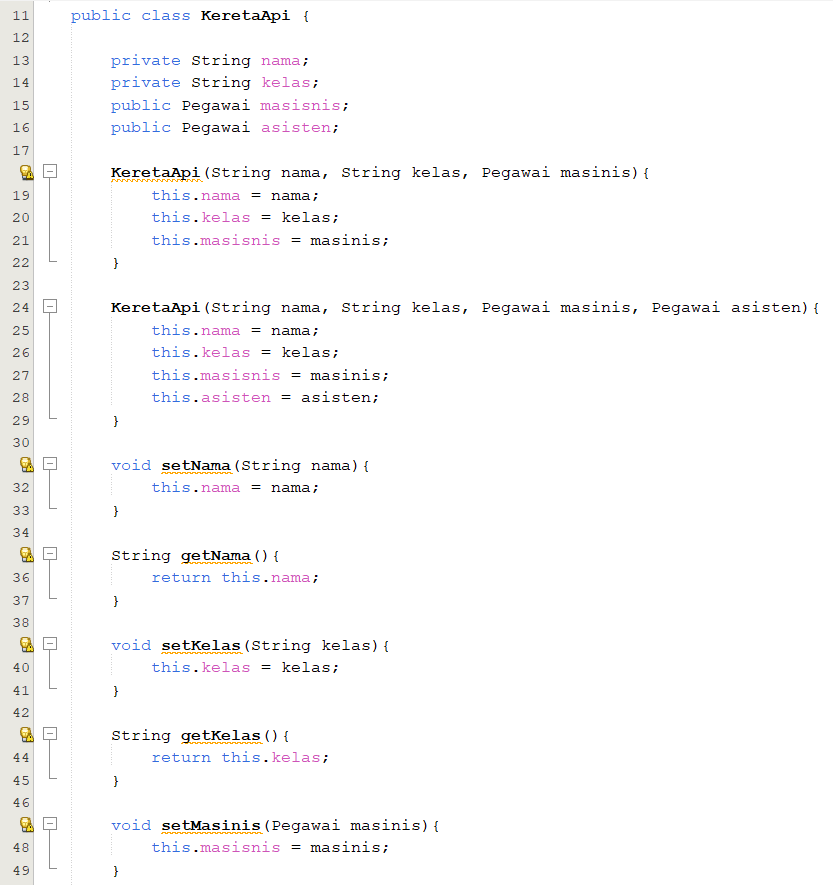 11 public class KeretaApi {
12
13 private String nama;
14 private String kelas;
15 public Pegawai masisnis;
16 public Pegawai asisten;
17
KeretaApi(String nama, String kelas, Pegawai masinis){
19 this.nama = nama;
20 this.kelas = kelas;
21 this.masisnis = masinis;
22 }
23
24 KeretaApi(String nama, String kelas, Pegawai masinis, Pegawai asisten){
25 this.nama = nama;
26 this.kelas = kelas;
27 this.masisnis = masinis;
28 this.asisten = asisten;
29 }
30
void setNama(String nama){
32 this.nama = nama;
33 }
34
String getNama(){
36 return this.nama;
37 }
38
void setKelas(String kelas){
40 this.kelas = kelas;
41 }
42
String getKelas(){
44 return this.kelas;
45 }
46
void setMasinis(Pegawai masinis){
48 this.masisnis = masinis;
49 }